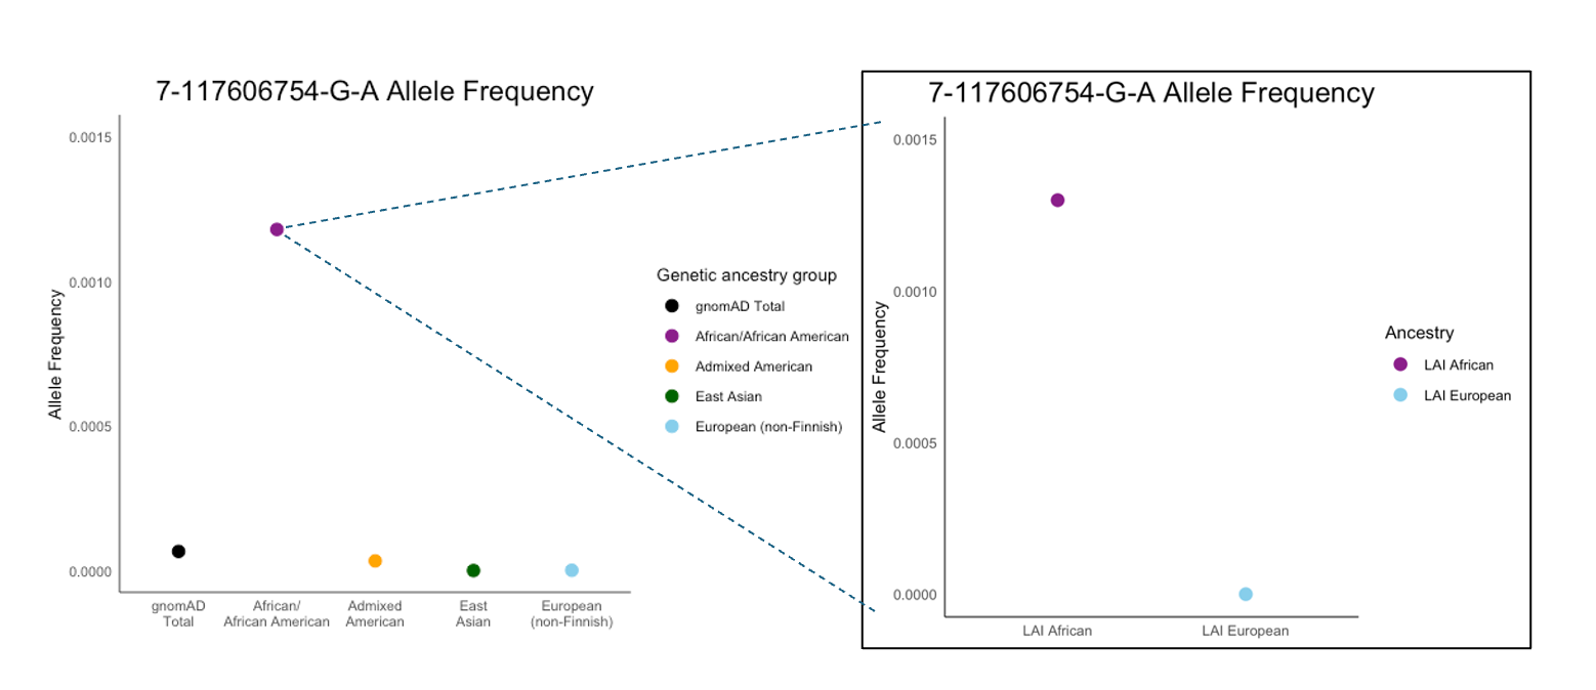 7-117606754-G-A Allele Frequency
Allele Frequency
0.0015
0.0010
0.0005
0.0000
gnomAD
Total
African/
African American
Admixed
American
East
Asian
European
(non-Finnish)
Genetic ancestry group
gnomAD Total
African/African American
Admixed American
East Asian
European (non-Finnish)
7-117606754-G-A Allele Frequency
Allele Frequency
0.0015
0.0010
0.0005
0.0000
LAI African
LAI European
Ancestry
LAI African
LAI European